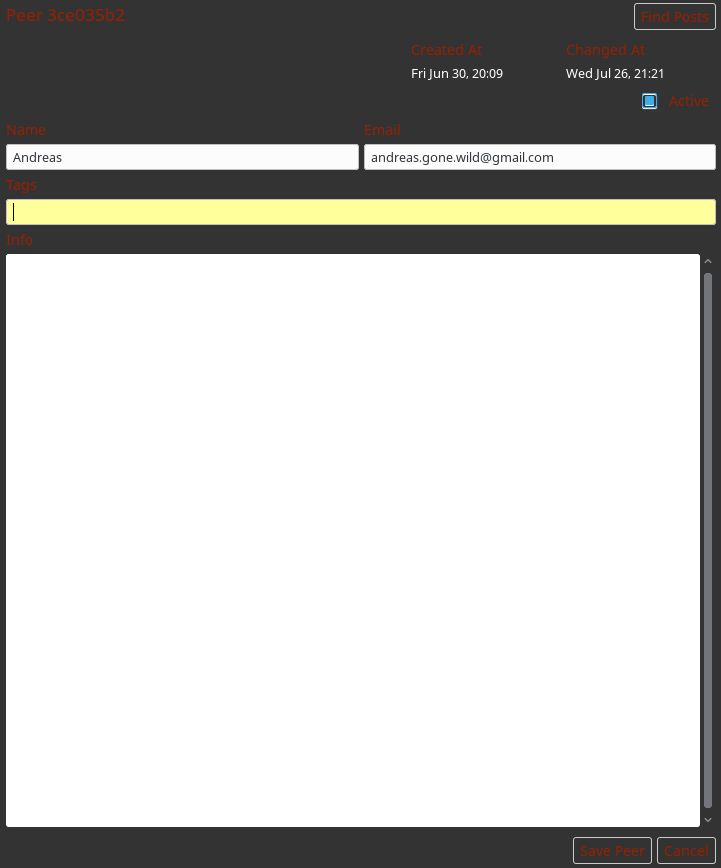 Peer 3ce035b2
Find Posts
Created At
Changed At
Fri Jun 30, 20:09
Wed Jul 26, 21:21
Active
Name
Email
Andreas
andreas.gone.wild@gmail.com
Tags
Info
Save Peer
Cancel